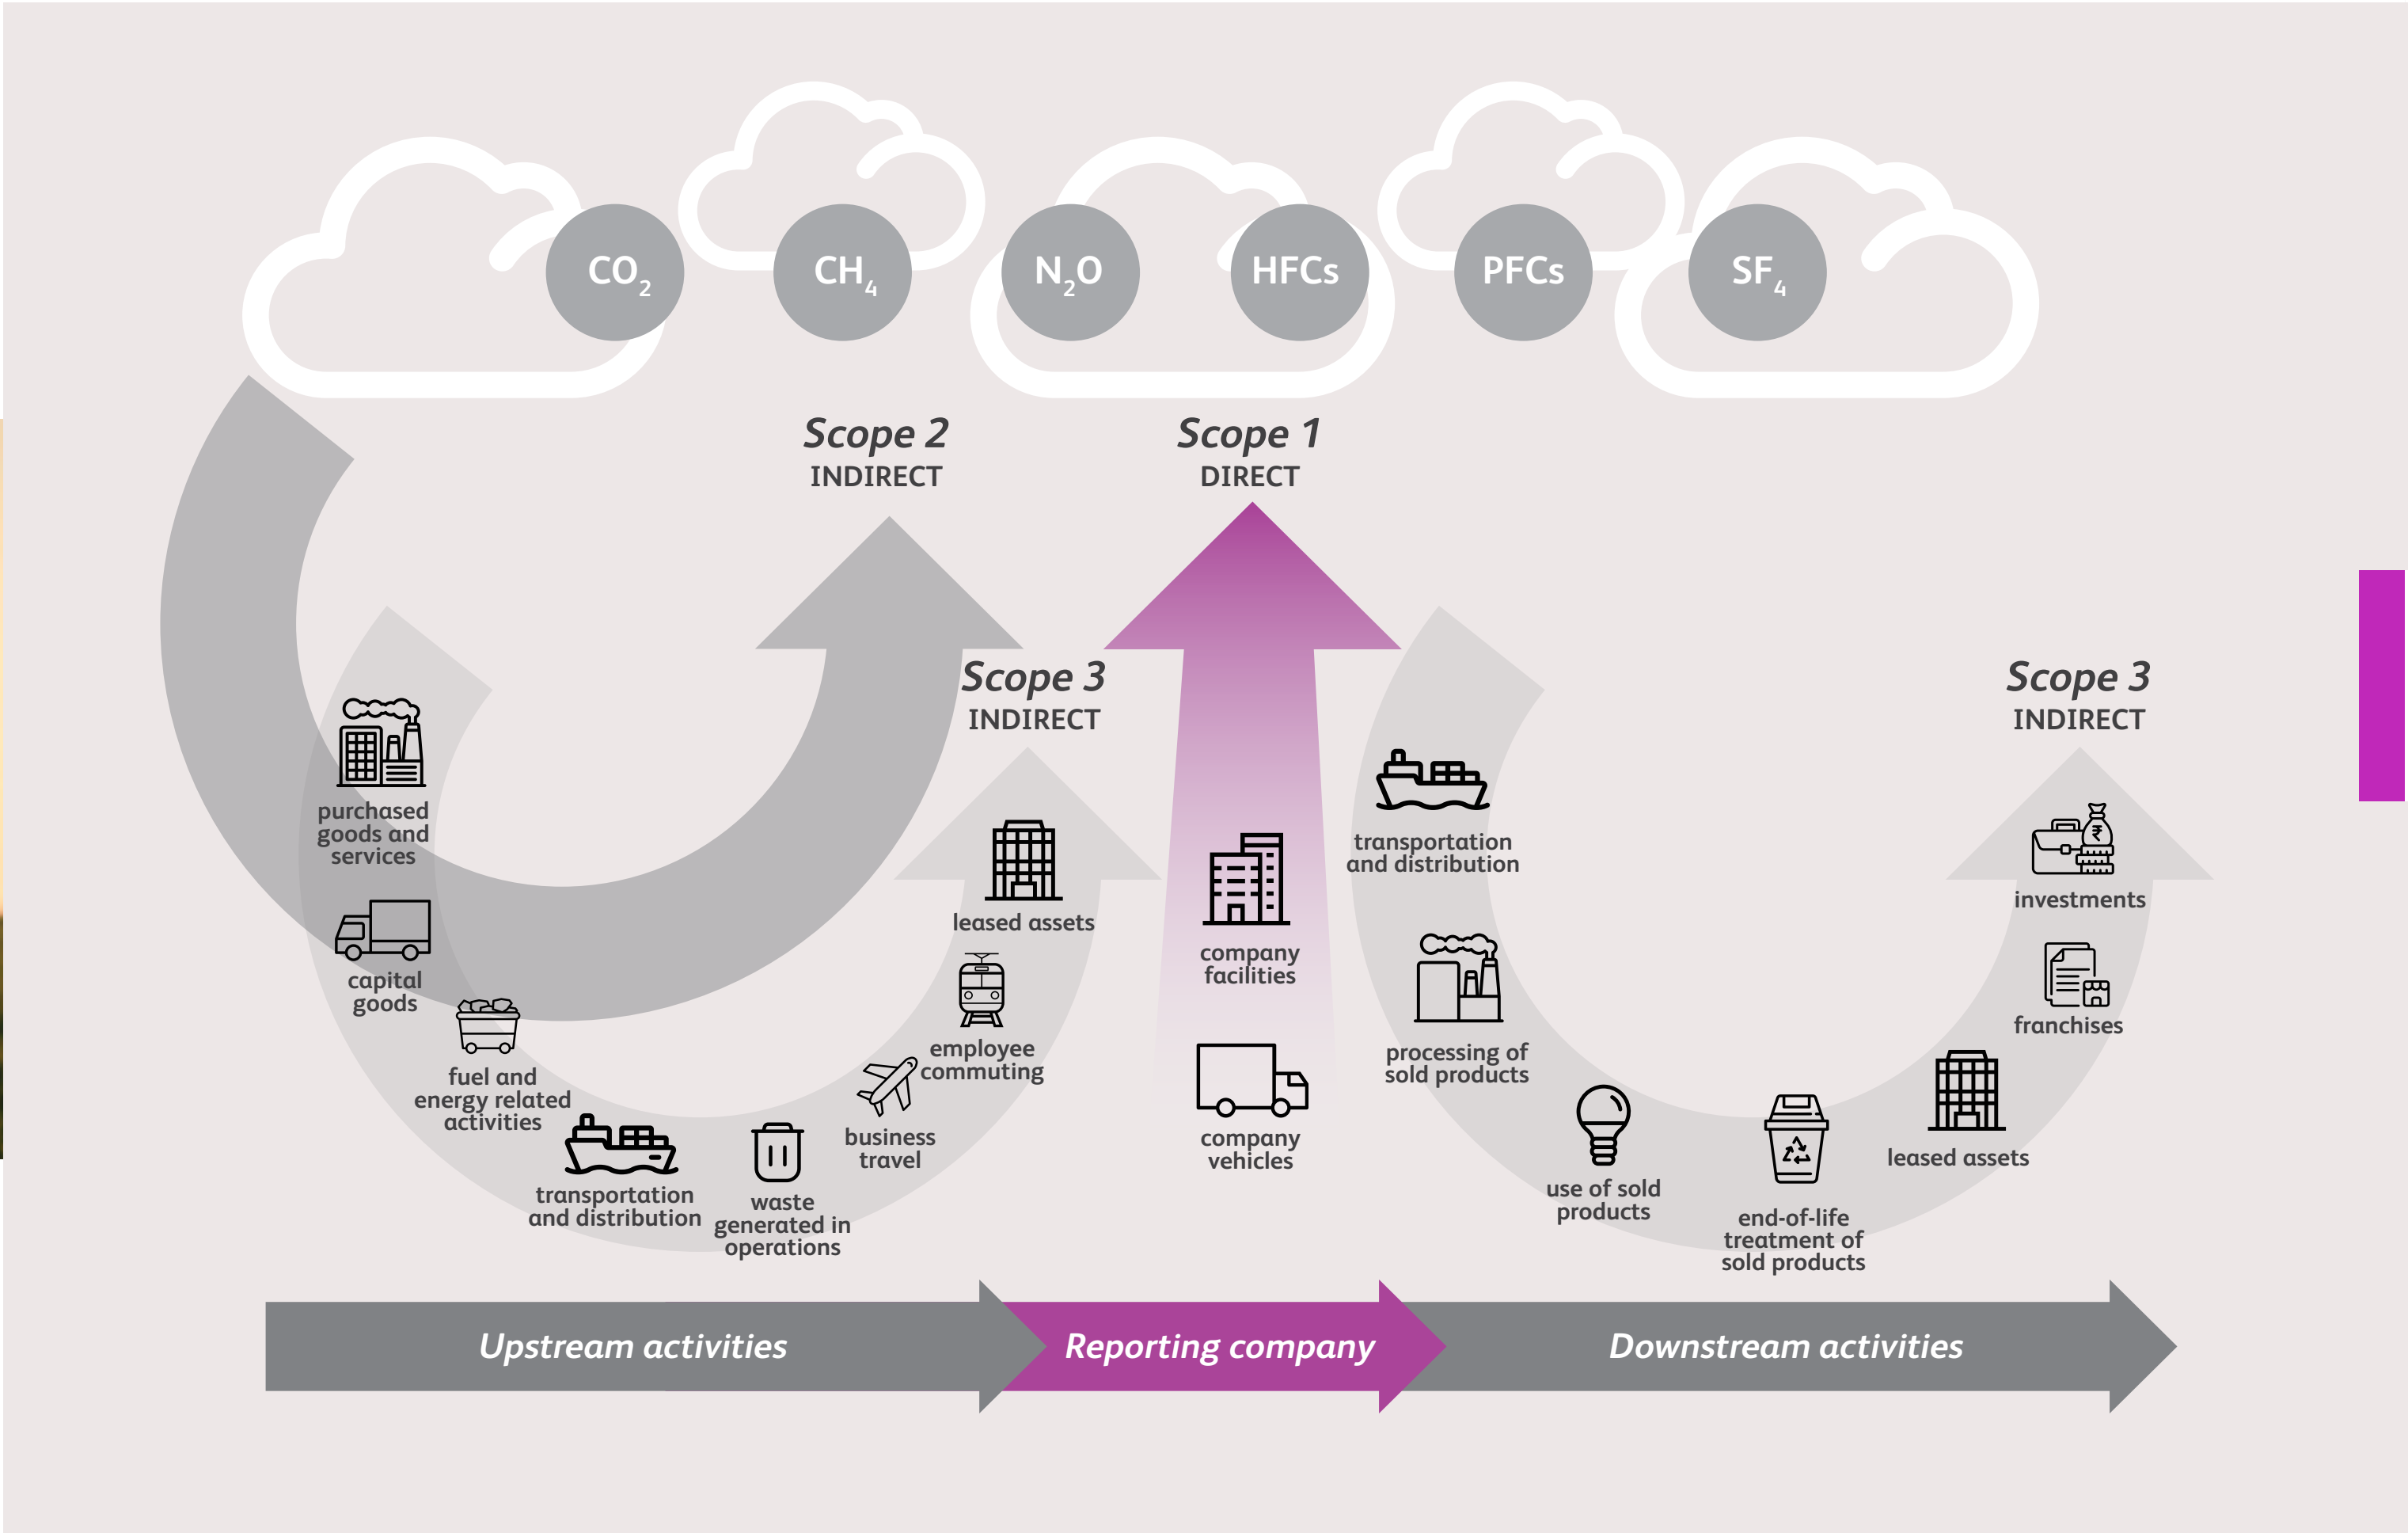 CO₂
CH₄
N₂O
HFCs
PFCs
SF₄
Scope 2
INDIRECT
Scope 1
DIRECT
Scope 3
INDIRECT
Scope 3
INDIRECT
purchased
goods and
services
capital
goods
fuel and
energy related
activities
transportation
and distribution
waste
generated in
operations
business
travel
employee
commuting
leased assets
company
facilities
company
vehicles
transportation
and distribution
processing of
sold products
use of sold
products
end-of-life
treatment of
sold products
leased assets
franchises
₹
investments
Upstream activities
Reporting company
Downstream activities